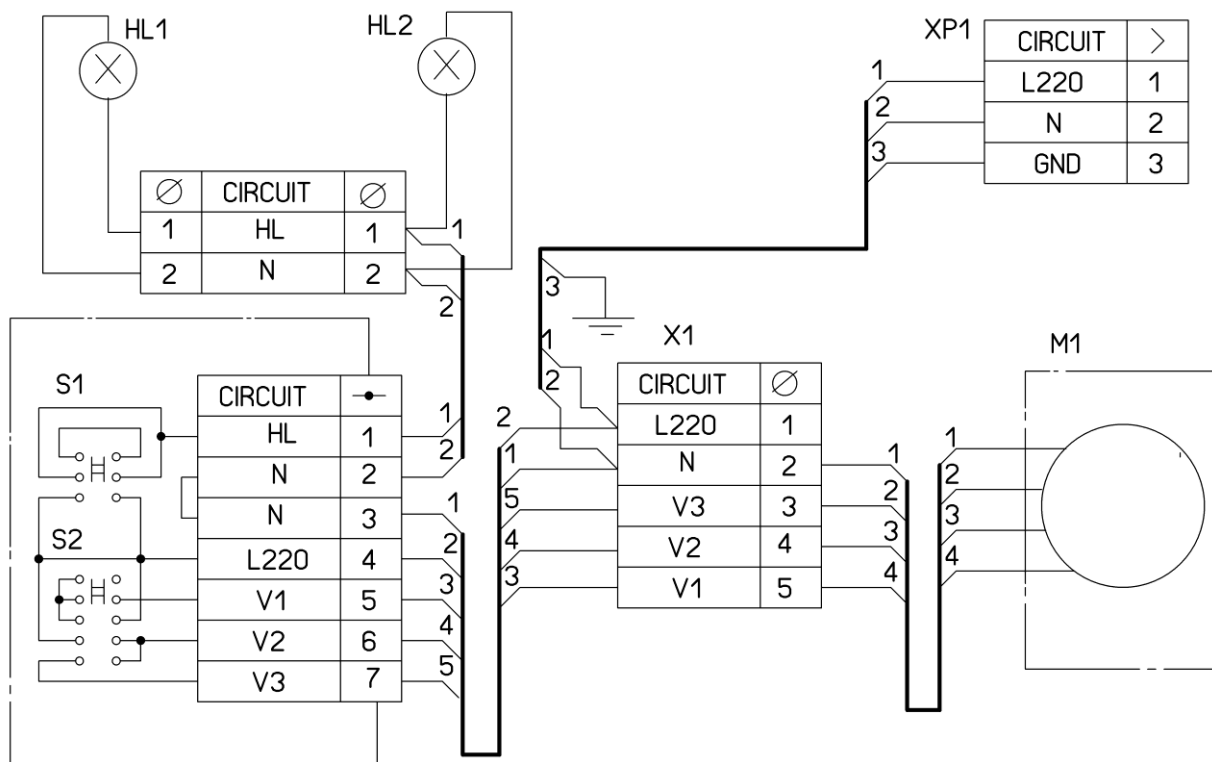 HL1
HL2
XP1
CIRCUIT >
1 L220 1
2 N 2
3 GND 3
∅ CIRCUIT ∅
1 HL 1 1
2 N 2 2
3
1
2
X1
M1
S1
CIRCUIT
HL 1 1
N 2 2
N 3 1
S2
L220 4 2
V1 5 3
V2 6 4
V3 7 5
CIRCUIT ∅
2 L220 1
1 N 2 1
5 V3 3 2
4 V2 4 3
3 V1 5 4
1
2
3
4